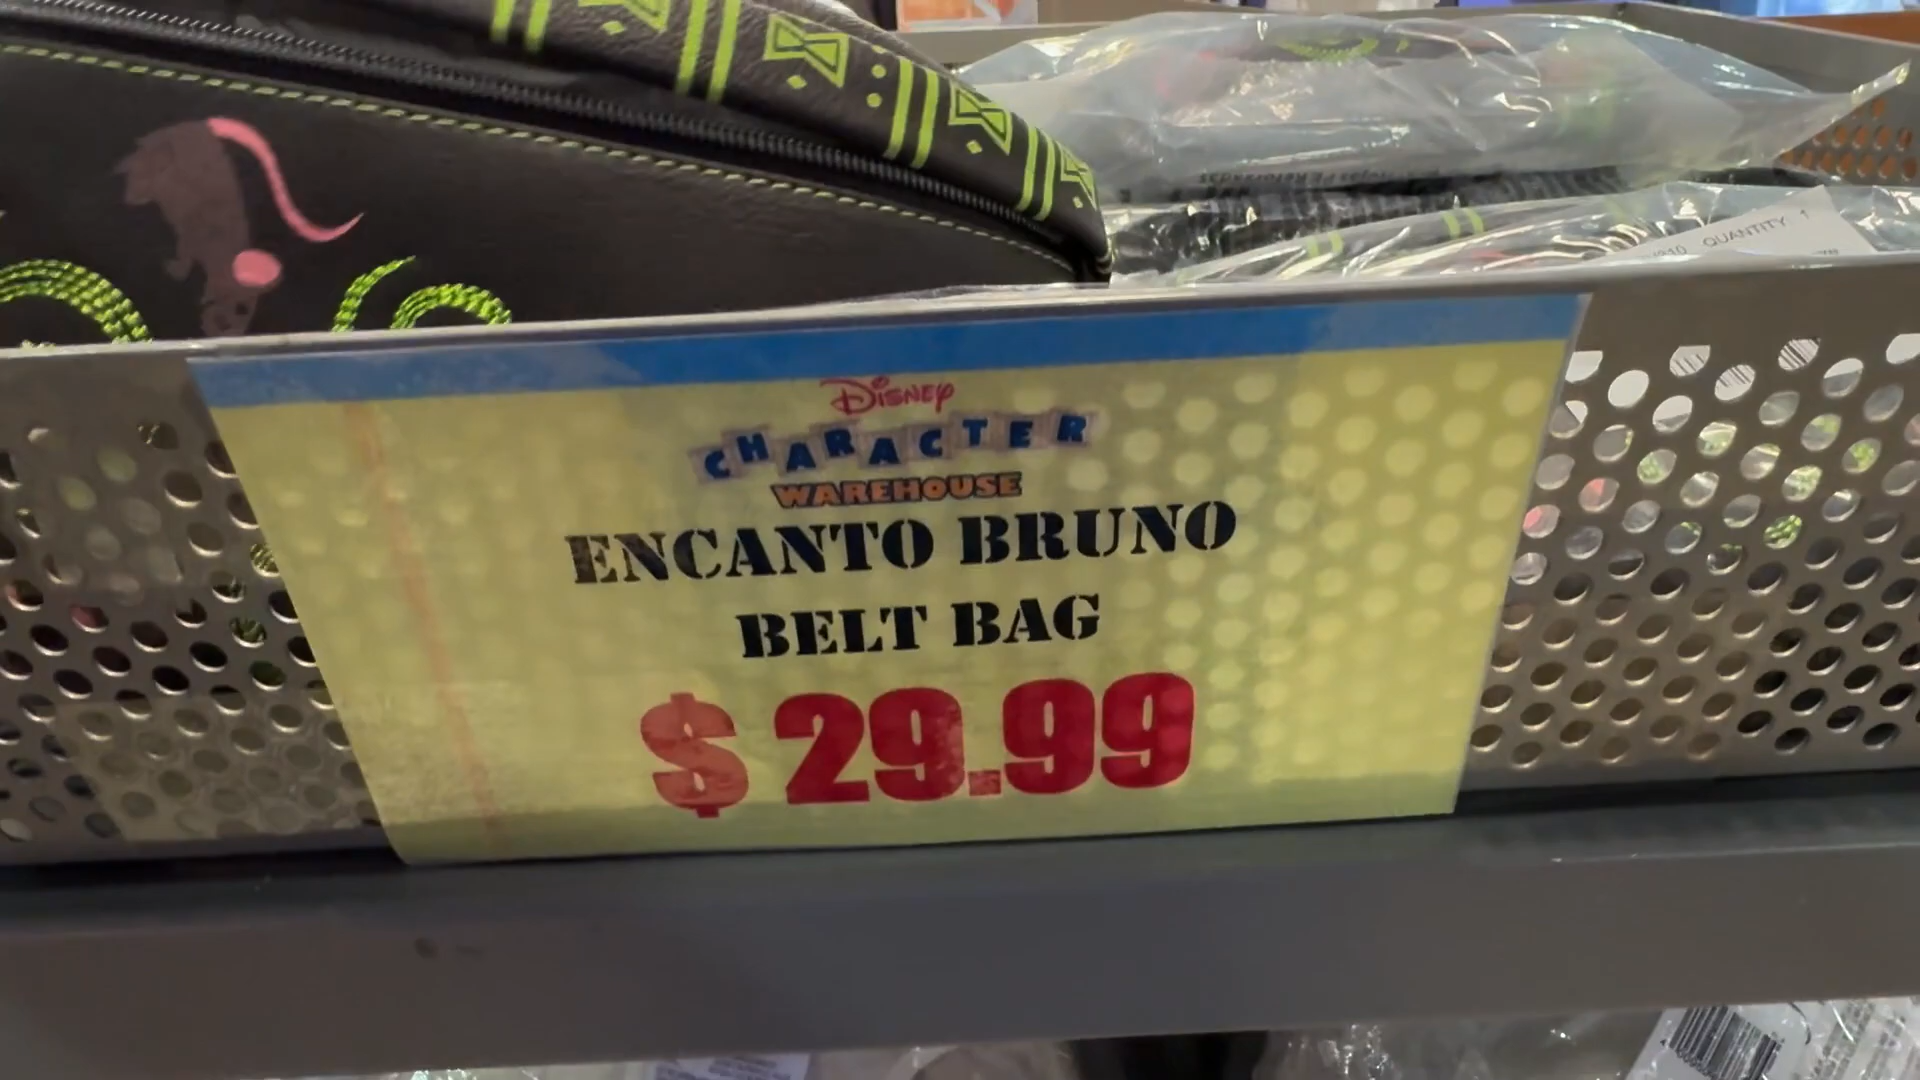 QUANTITY 1
Disney
CHARACTER
WAREHOUSE
ENCANTO BRUNO
BELT BAG
$29.99